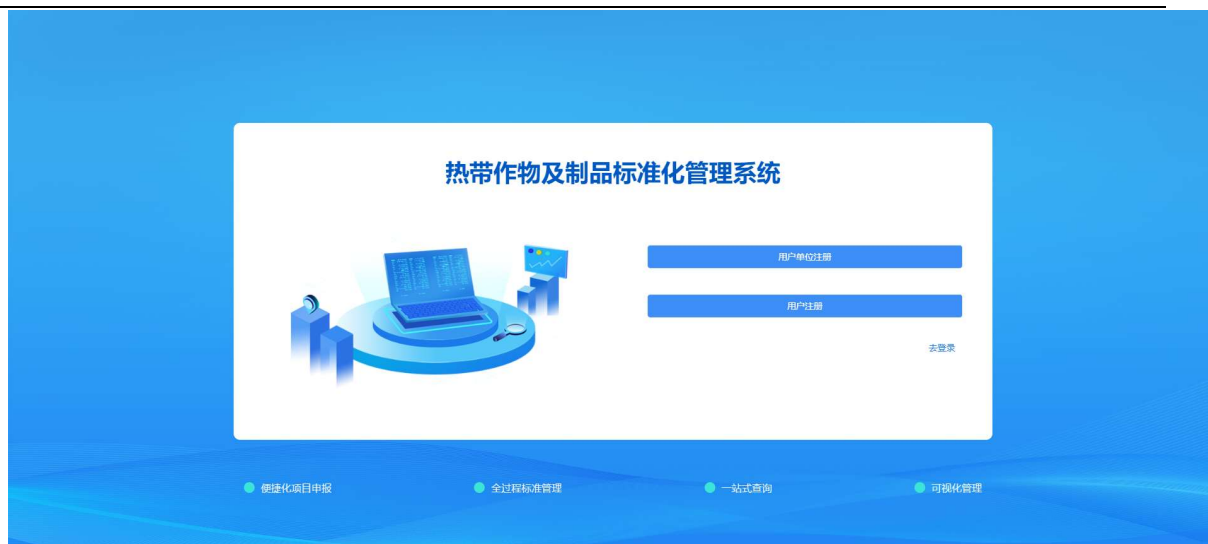 热带作物及制品标准化管理系统
用户单位注册
用户注册
去登录
便捷化项目申报
全过程标准管理
一站式查询
可视化管理